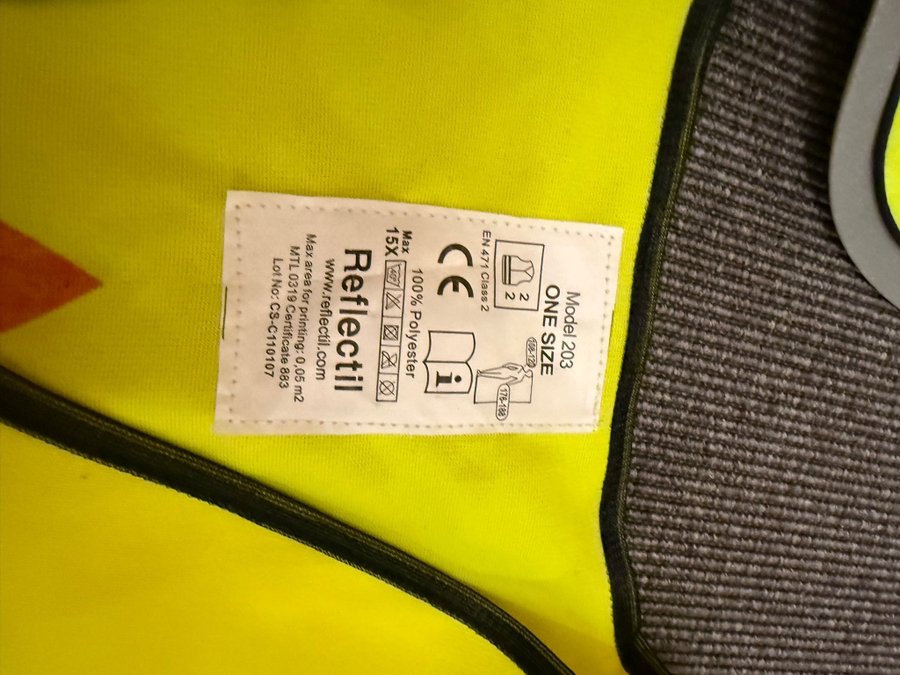 Model 203
ONE SIZE
2
2
EN 471 Class 2
CE
i
100% Polyester
Max
15X
40°
Reflectil
www.reflectil.com
Max area for printing: 0,05 m2
MTL 0319 Certificate 883
Lot No: CS-C110107